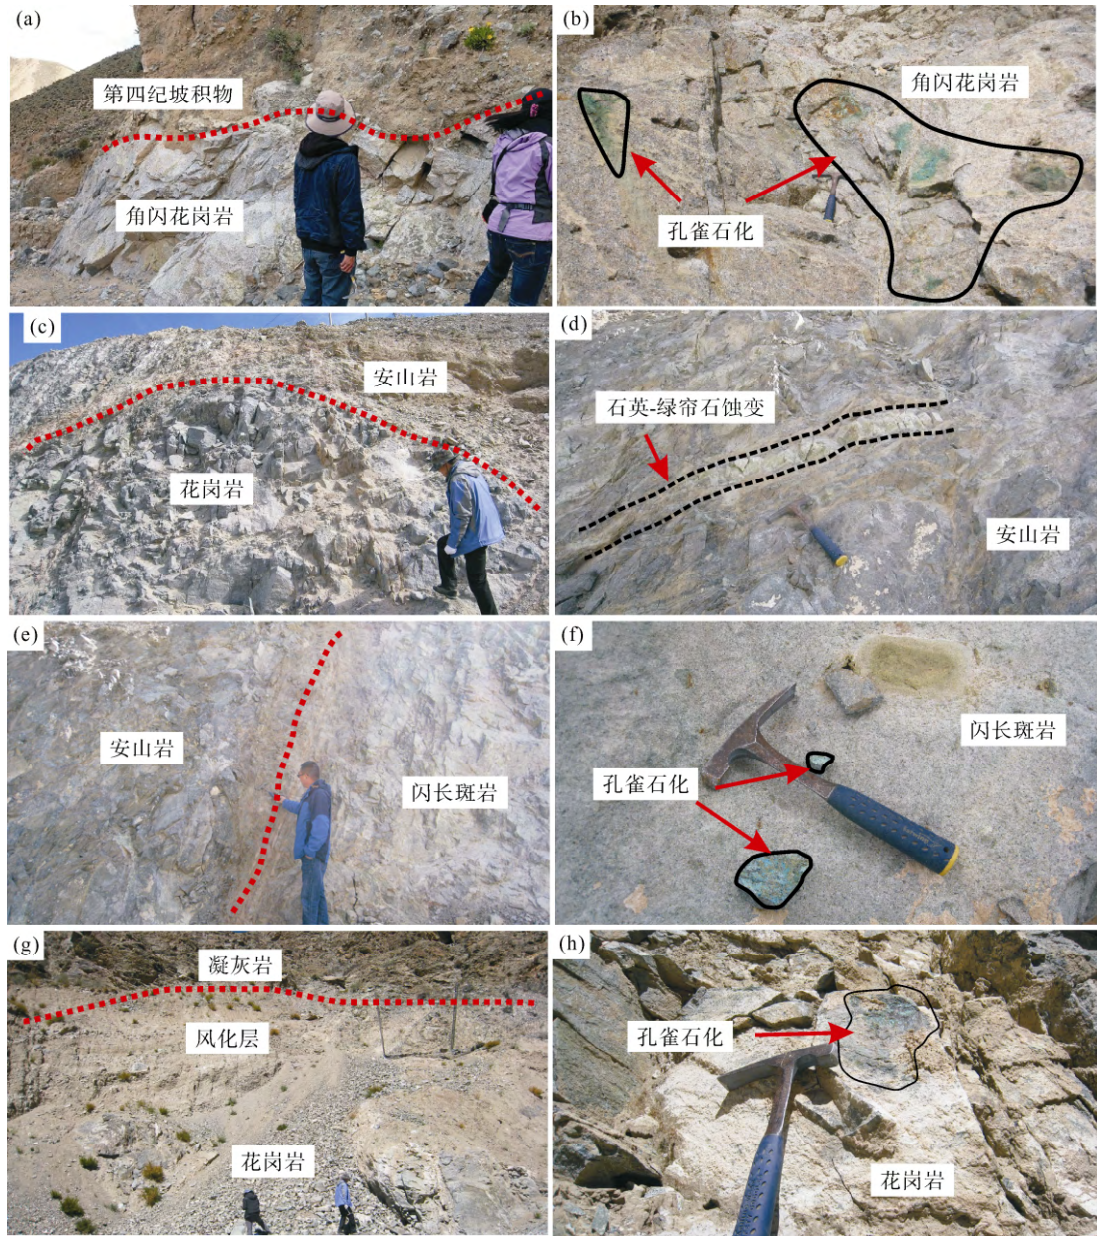 (a)
第四纪坡积物
角闪花岗岩
(b)
角闪花岗岩
孔雀石化
(c)
安山岩
花岗岩
(d)
石英-绿帘石蚀变
安山岩
(e)
安山岩
闪长斑岩
(f)
闪长斑岩
孔雀石化
(g)
凝灰岩
风化层
花岗岩
(h)
孔雀石化
花岗岩